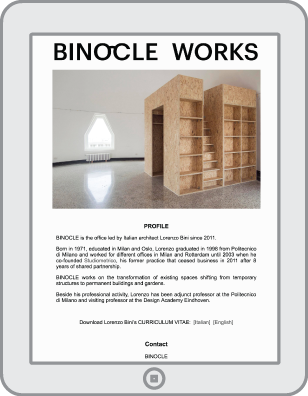 BINOCLE WORKS
PROFILE
BINOCLE is the office led by Italian architect Lorenzo Bini since 2011.
Born in 1971, educated in Milan and Oslo, Lorenzo graduated in 1998 from Politecnico
di Milano and worked for different offices in Milan and Rotterdam until 2003 when he
co-founded Studiometrico, his former practice that ceased business in 2011 after 8
years of shared partnership.
BINOCLE works on the transformation of existing spaces shifting from temporary
structures to permanent buildings and gardens.
Beside his professional activity, Lorenzo has been adjunct professor at the Politecnico
di Milano and visiting professor at the Design Academy Eindhoven.
Download Lorenzo Bini's CURRICULUM VITAE: [Italian] [English]
Contact
BINOCLE